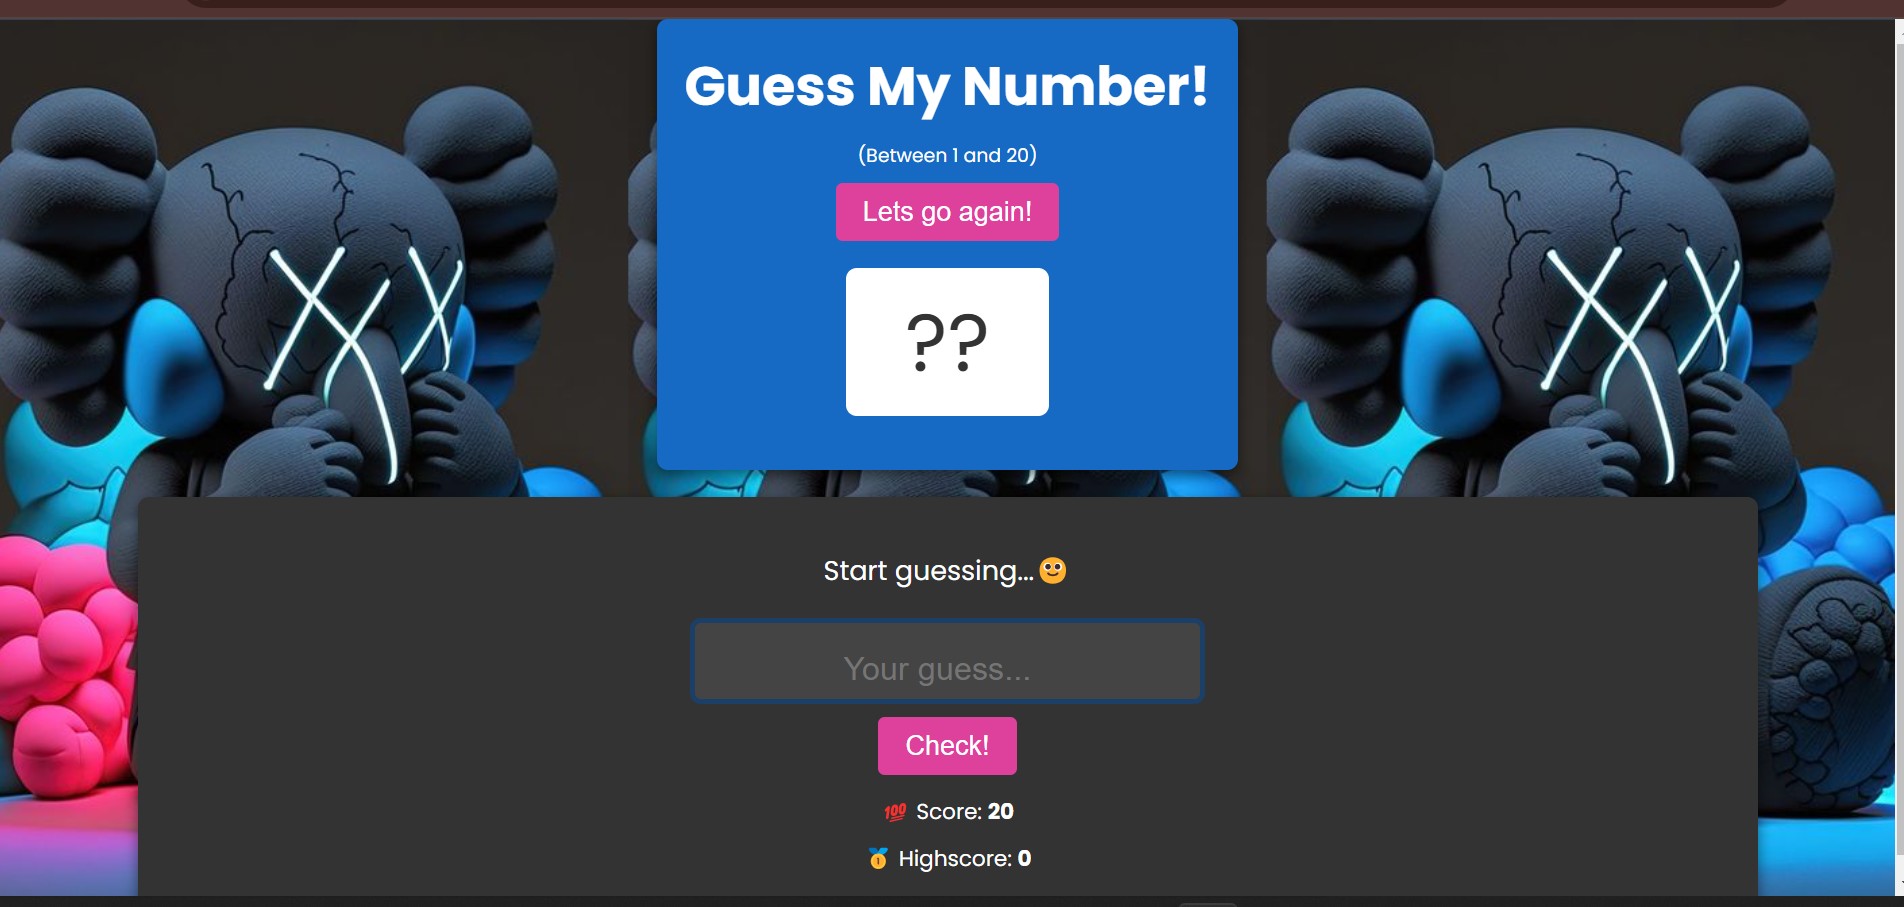 Guess My Number!
(Between 1 and 20)
Lets go again!
??
Start guessing...
Your guess...
Check!
💯 Score: 20
🥇 Highscore: 0